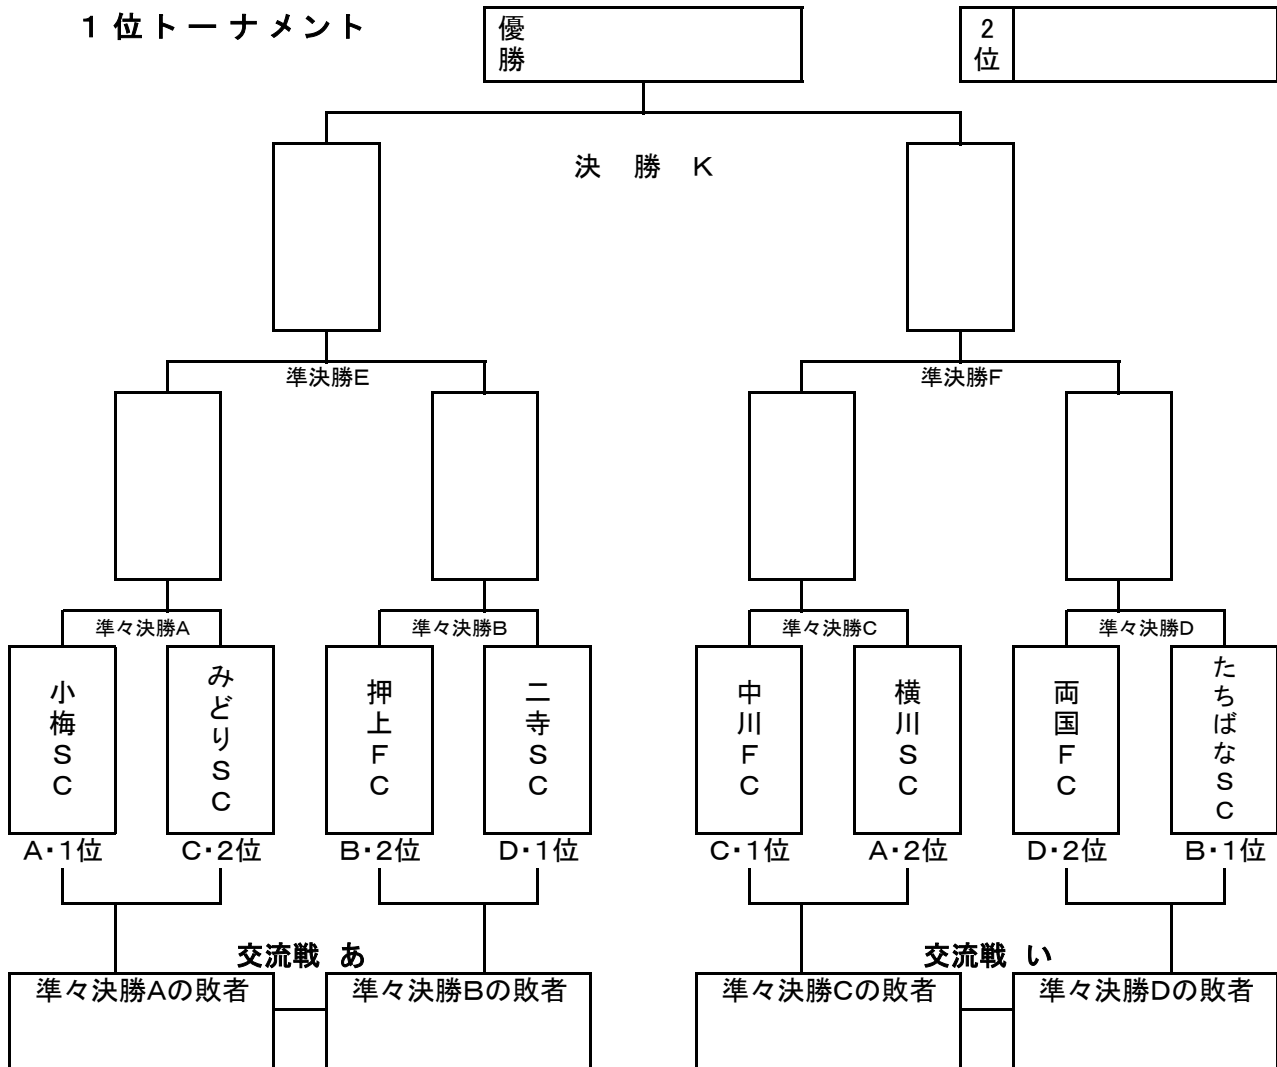 １位トーナメント
優勝
2位
決　勝　K
準決勝E
準決勝F
準々決勝A
準々決勝B
準々決勝C
準々決勝D
小梅SC
みどりSC
押上FC
二寺SC
中川FC
横川SC
両国FC
たちばなSC
A・1位
C・2位
B・2位
D・1位
C・1位
A・2位
D・2位
B・1位
交流戦　あ
交流戦　い
準々決勝Aの敗者
準々決勝Bの敗者
準々決勝Cの敗者
準々決勝Dの敗者